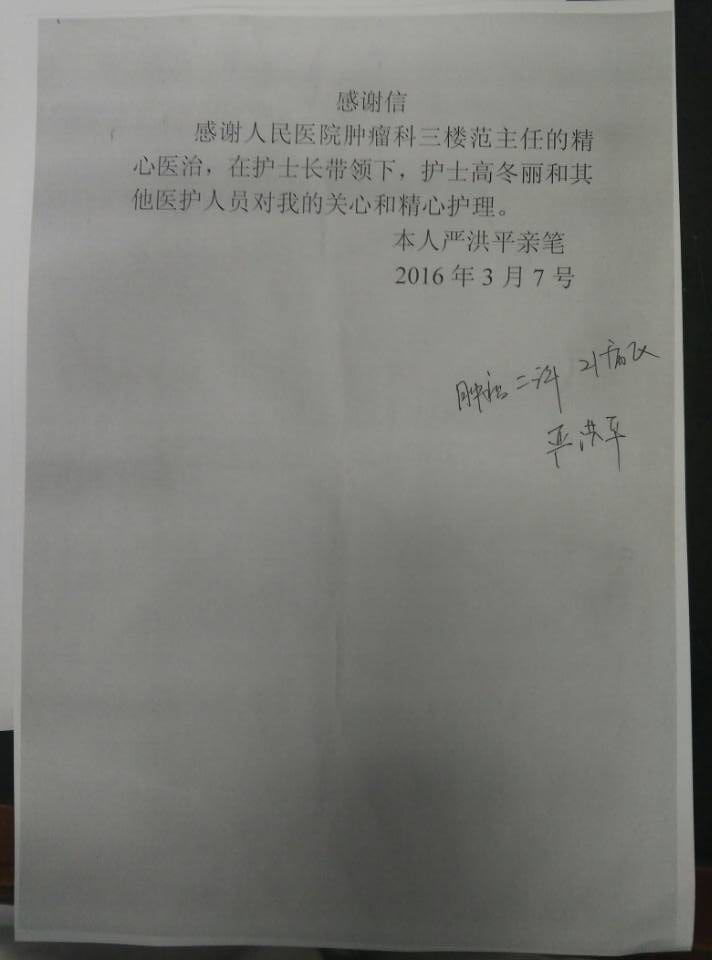 感谢信
感谢人民医院肿瘤科三楼范主任的精
心医治，在护士长带领下，护士高冬丽和其
他医护人员对我的关心和精心护理。
本人严洪平亲笔
2016 年 3 月 7 号
肿瘤二科 21病区
严洪平